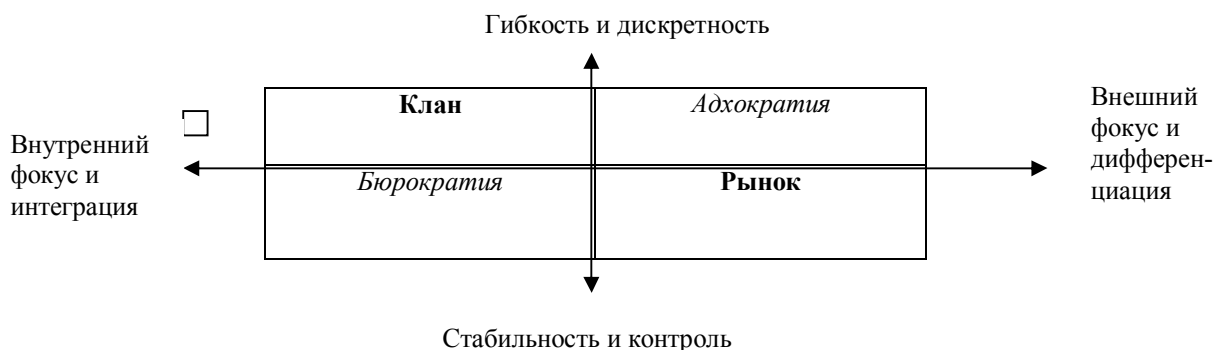 Гибкость и дискретность
Клан
Адхократия
Внешний
фокус и
дифферен-
циация
Внутренний
фокус и
интеграция
Бюрократия
Рынок
Стабильность и контроль